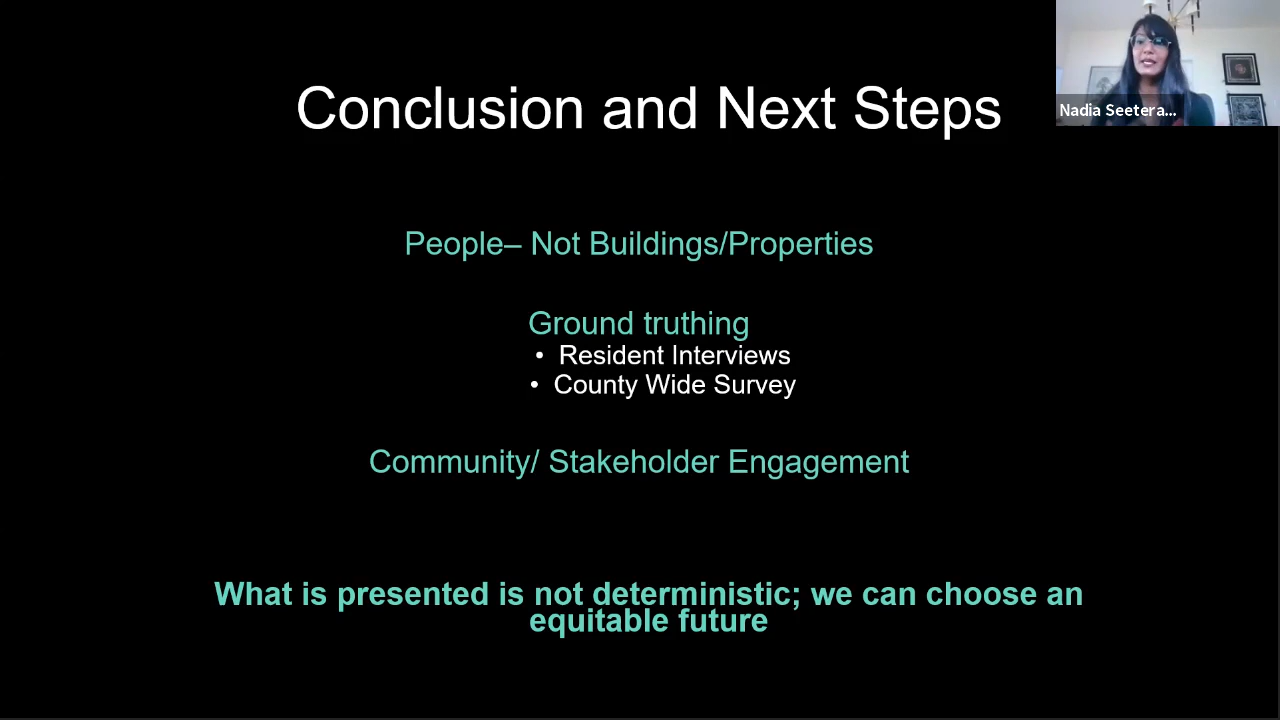 Conclusion and Next Steps
Nadia Seetera...
People– Not Buildings/Properties
Ground truthing
• Resident Interviews
• County Wide Survey
Community/ Stakeholder Engagement
What is presented is not deterministic; we can choose an
equitable future